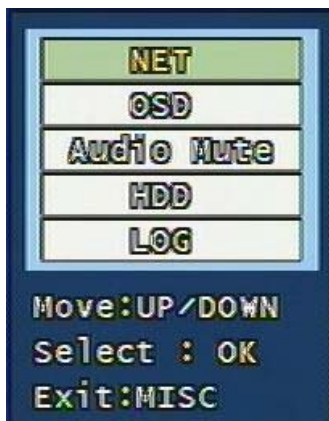 NET
OSD
Audio Mute
HDD
LOG
Move:UP/DOWN
Select : OK
Exit:MISC